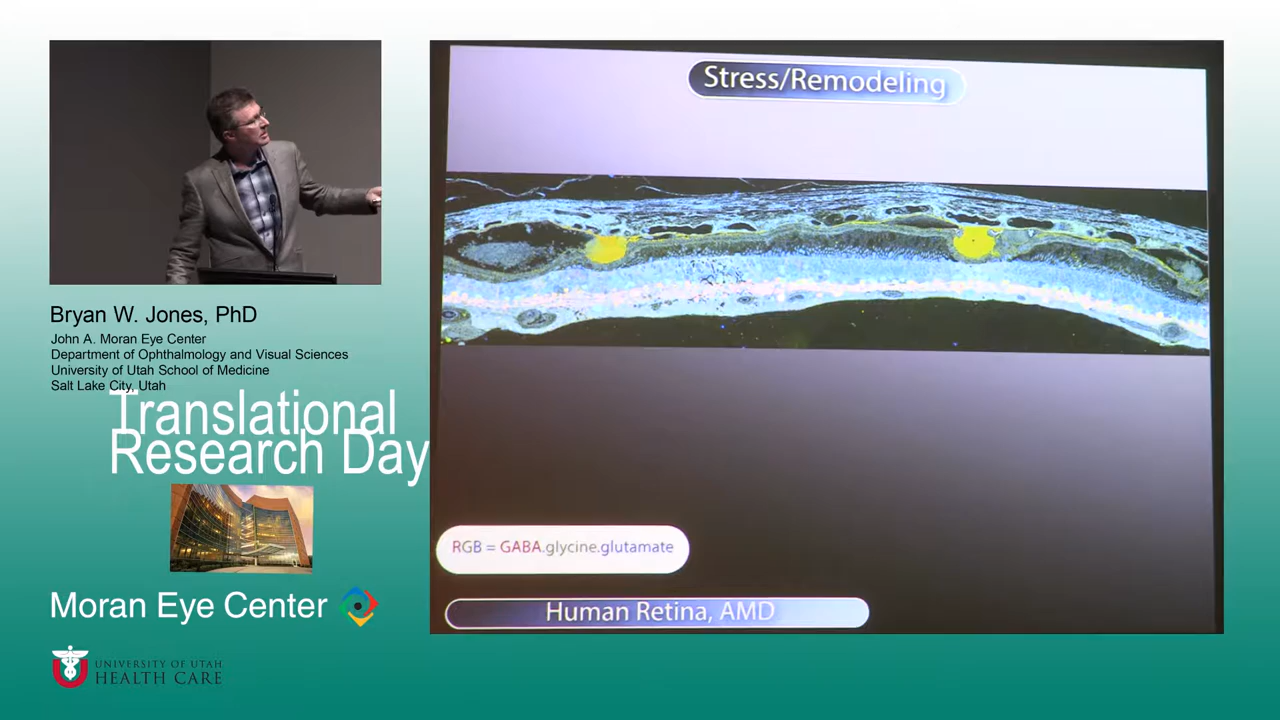 Stress/Remodeling
Bryan W. Jones, PhD
John A. Moran Eye Center
Department of Ophthalmology and Visual Sciences
University of Utah School of Medicine
Salt Lake City, Utah
Translational
Research Day
RGB = GABA.glycine.glutamate
Human Retina, AMD
Moran Eye Center
UNIVERSITY OF UTAH
HEALTH CARE